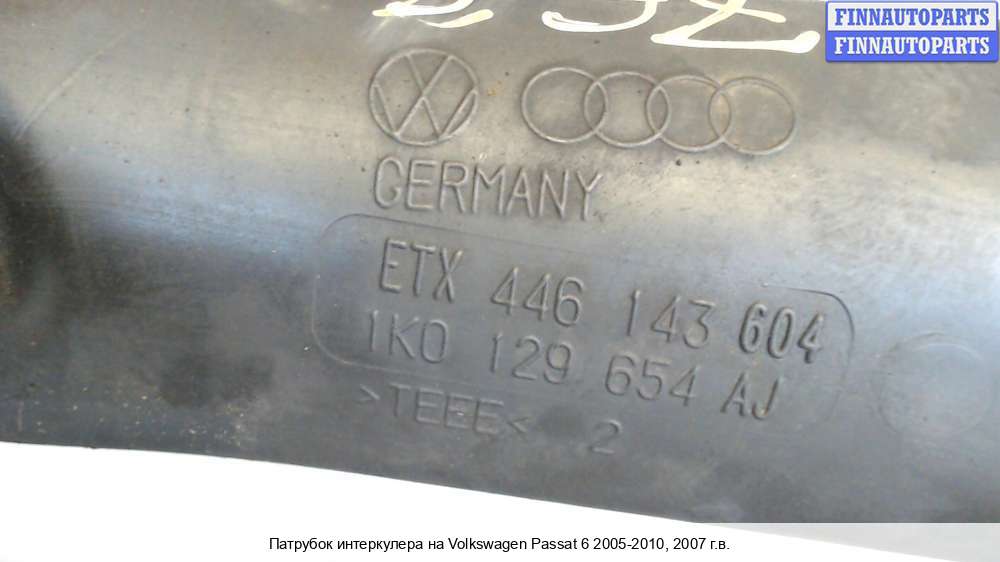 FINNAUTOPARTS
FINNAUTOPARTS
GERMANY
ETX 446 143 604
1K0 129 654 AJ
>TEEE< 2
Патрубок интеркулера на Volkswagen Passat 6 2005-2010, 2007 г.в.